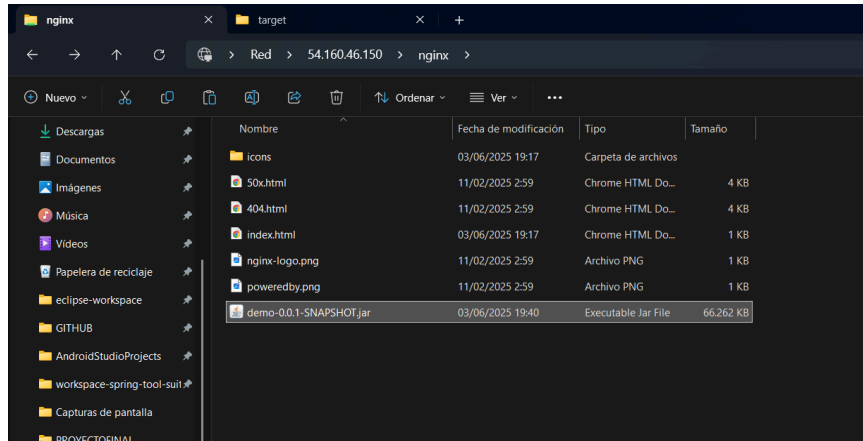 nginx
target
Red > 54.160.46.150 > nginx >
Nuevo
Ordenar
Ver
Descargas
Documentos
Imágenes
Música
Vídeos
Papelera de reciclaje
eclipse-workspace
GITHUB
AndroidStudioProjects
workspace-spring-tool-suit
Capturas de pantalla
PROYECTOFINAL
Nombre Fecha de modificación Tipo Tamaño
icons 03/06/2025 19:17 Carpeta de archivos
50x.html 11/02/2025 2:59 Chrome HTML Do... 4 KB
404.html 11/02/2025 2:59 Chrome HTML Do... 4 KB
index.html 03/06/2025 19:17 Chrome HTML Do... 1 KB
nginx-logo.png 11/02/2025 2:59 Archivo PNG 1 KB
poweredby.png 11/02/2025 2:59 Archivo PNG 1 KB
demo-0.0.1-SNAPSHOT.jar 03/06/2025 19:40 Executable Jar File 66.262 KB